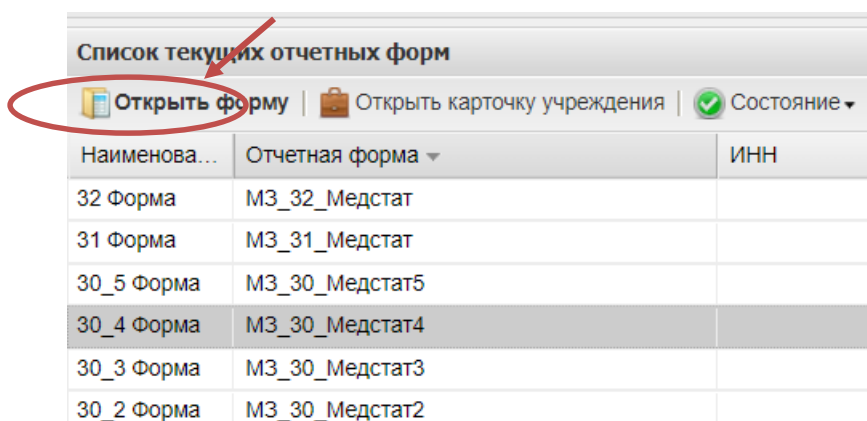 Список текущих отчетных форм
Открыть форму Открыть карточку учреждения Состояние
Наименова... Отчетная форма ИНН
32 Форма МЗ_32_Медстат
31 Форма МЗ_31_Медстат
30_5 Форма МЗ_30_Медстат5
30_4 Форма МЗ_30_Медстат4
30_3 Форма МЗ_30_Медстат3
30_2 Форма МЗ_30_Медстат2